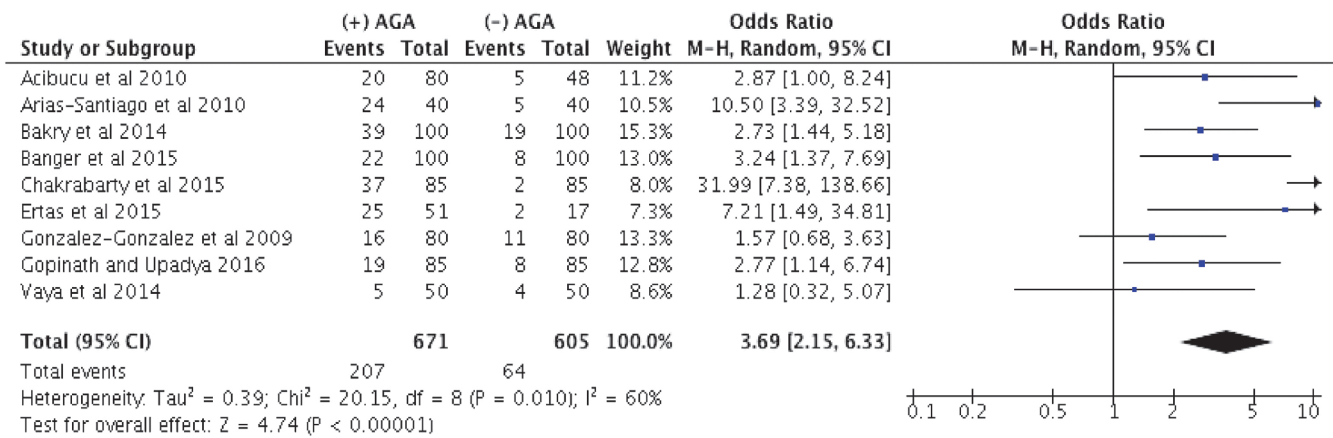 (+) AGA (-) AGA Odds Ratio Odds Ratio
Study or Subgroup Events Total Events Total Weight M-H, Random, 95% CI M-H, Random, 95% CI
Acibucu et al 2010 20 80 5 48 11.2% 2.87 [1.00, 8.24]
Arias-Santiago et al 2010 24 40 5 40 10.5% 10.50 [3.39, 32.52]
Bakry et al 2014 39 100 19 100 15.3% 2.73 [1.44, 5.18]
Banger et al 2015 22 100 8 100 13.0% 3.24 [1.37, 7.69]
Chakrabarty et al 2015 37 85 2 85 8.0% 31.99 [7.38, 138.66]
Ertas et al 2015 25 51 2 17 7.3% 7.21 [1.49, 34.81]
Gonzalez-Gonzalez et al 2009 16 80 11 80 13.3% 1.57 [0.68, 3.63]
Gopinath and Upadya 2016 19 85 8 85 12.8% 2.77 [1.14, 6.74]
Vaya et al 2014 5 50 4 50 8.6% 1.28 [0.32, 5.07]
Total (95% CI) 671 605 100.0% 3.69 [2.15, 6.33]
Total events 207 64
Heterogeneity: Tau² = 0.39; Chi² = 20.15, df = 8 (P = 0.010); I² = 60%
Test for overall effect: Z = 4.74 (P < 0.00001)
0.1 0.2 0.5 1 2 5 10